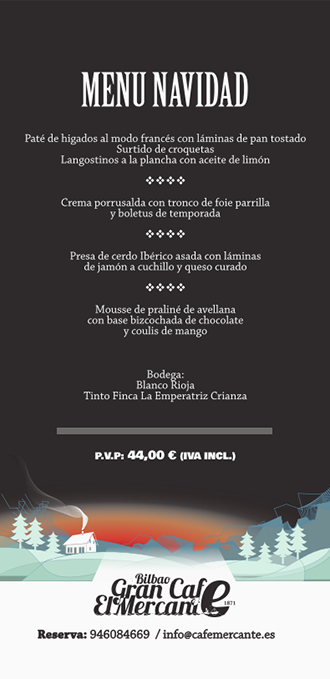 MENU NAVIDAD
Paté de higados al modo francés con láminas de pan tostado
Surtido de croquetas
Langostinos a la plancha con aceite de limón
Crema porrusalda con tronco de foie parrilla
y boletus de temporada
Presa de cerdo Ibérico asada con láminas
de jamón a cuchillo y queso curado
Mousse de praliné de avellana
con base bizcochada de chocolate
y coulis de mango
Bodega:
Blanco Rioja
Tinto Finca La Emperatriz Crianza
P.V.P: 44,00 € (IVA INCL.)
Bilbao
Gran Café
El Mercante
1871
Reserva: 946084669 / info@cafemercante.es